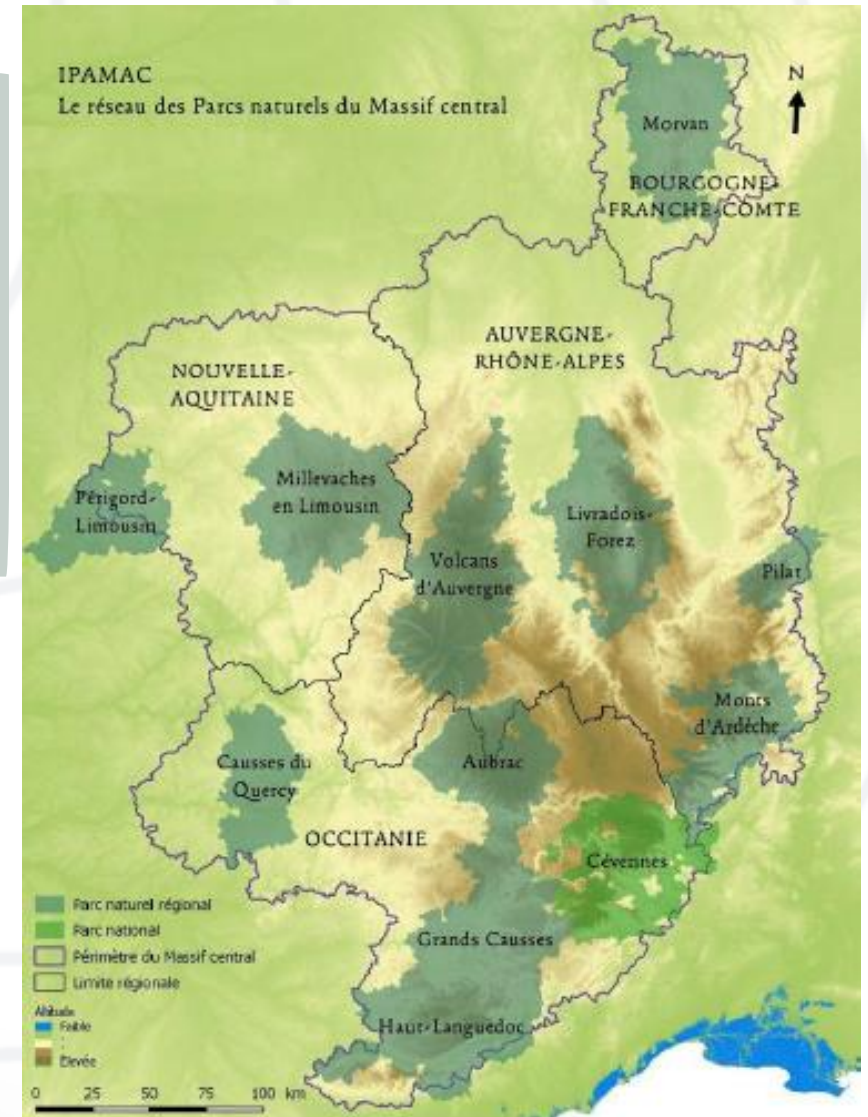 IPAMAC
Le réseau des Parcs naturels du Massif central
N
Morvan
BOURGOGNE-
FRANCHE-COMTE
AUVERGNE-
RHÔNE-ALPES
NOUVELLE-
AQUITAINE
Périgord-
Limousin
Millevaches
en Limousin
Volcans
d'Auvergne
Livradois-
Forez
Pilat
Monts
d'Ardèche
Aubrac
Causses du
Quercy
OCCITANIE
Cévennes
Grands Causses
Haut-Languedoc
Parc naturel régional
Parc national
Périmètre du Massif central
Limite régionale
Altitude
Faible
:
Elevée
0 25 50 75 100 km